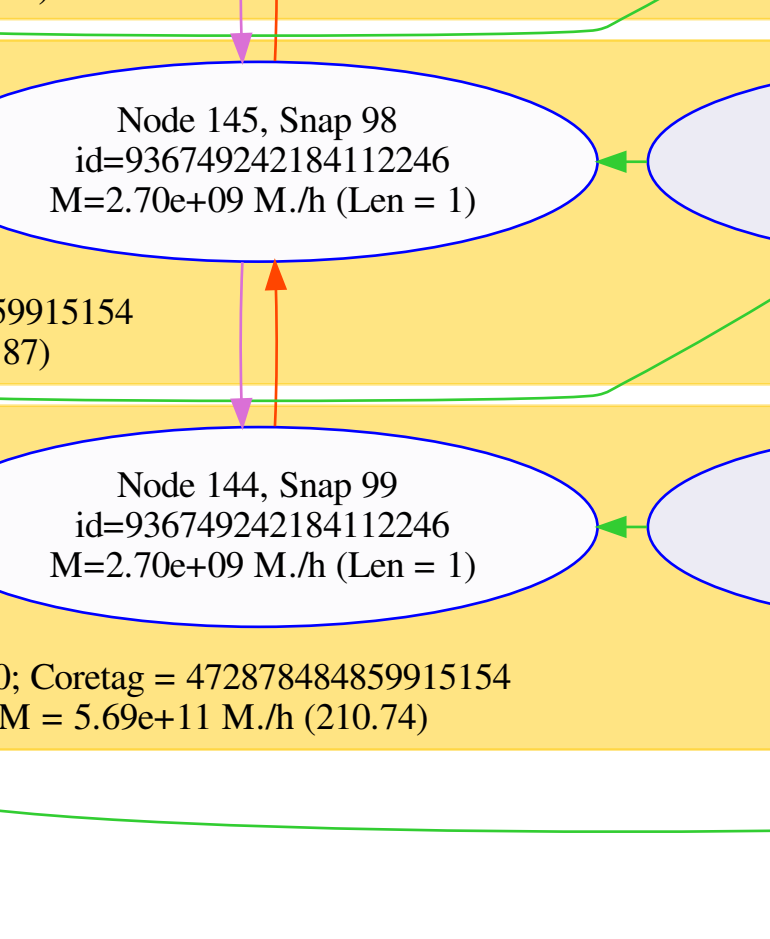 Node 145, Snap 98
id=936749242184112246
M=2.70e+09 M./h (Len = 1)
59915154
87)
Node 144, Snap 99
id=936749242184112246
M=2.70e+09 M./h (Len = 1)
0; Coretag = 472878484859915154
M = 5.69e+11 M./h (210.74)